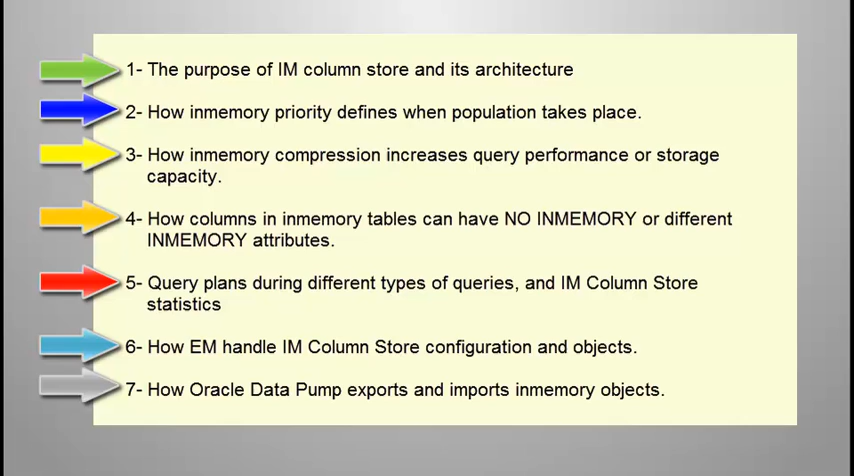 1- The purpose of IM column store and its architecture
2- How inmemory priority defines when population takes place.
3- How inmemory compression increases query performance or storage
capacity.
4- How columns in inmemory tables can have NO INMEMORY or different
INMEMORY attributes.
5- Query plans during different types of queries, and IM Column Store
statistics
6- How EM handle IM Column Store configuration and objects.
7- How Oracle Data Pump exports and imports inmemory objects.